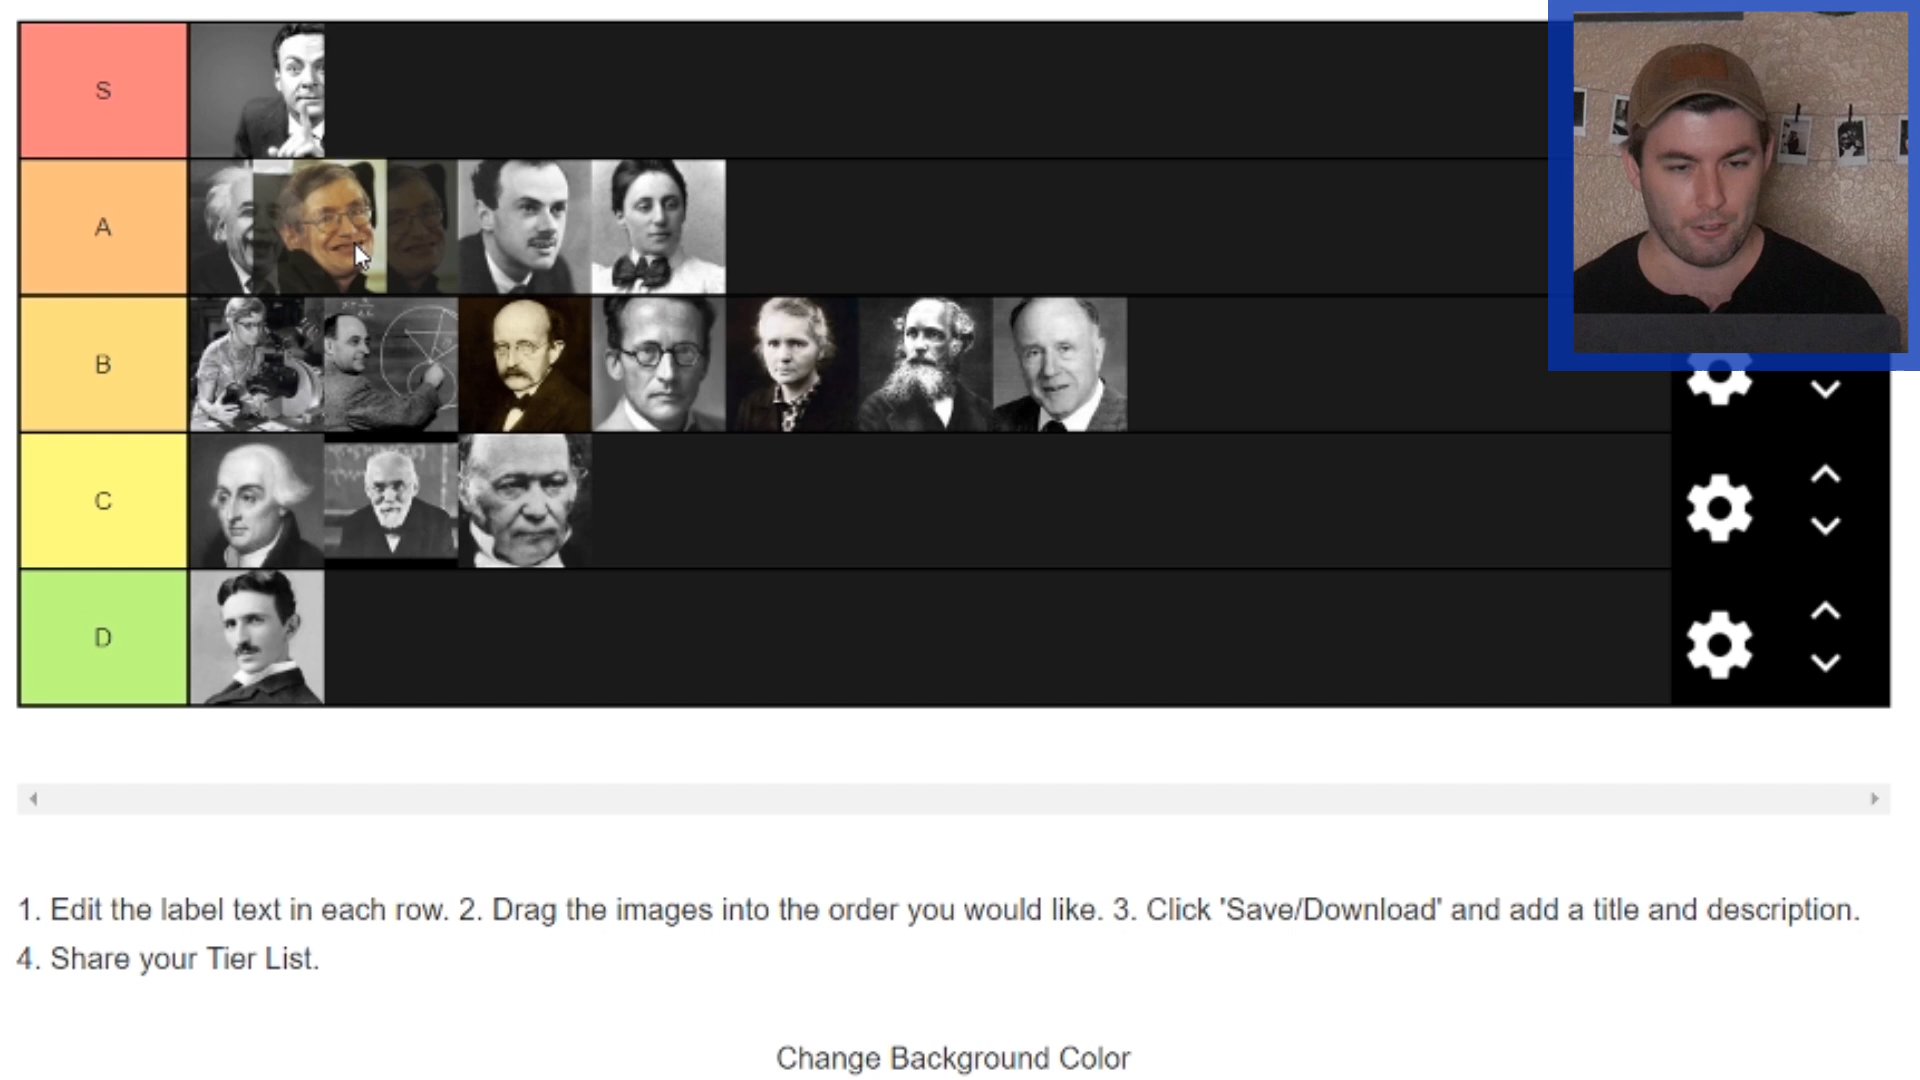 S
A
B
C
D
1. Edit the label text in each row. 2. Drag the images into the order you would like. 3. Click 'Save/Download' and add a title and description.
4. Share your Tier List.
Change Background Color